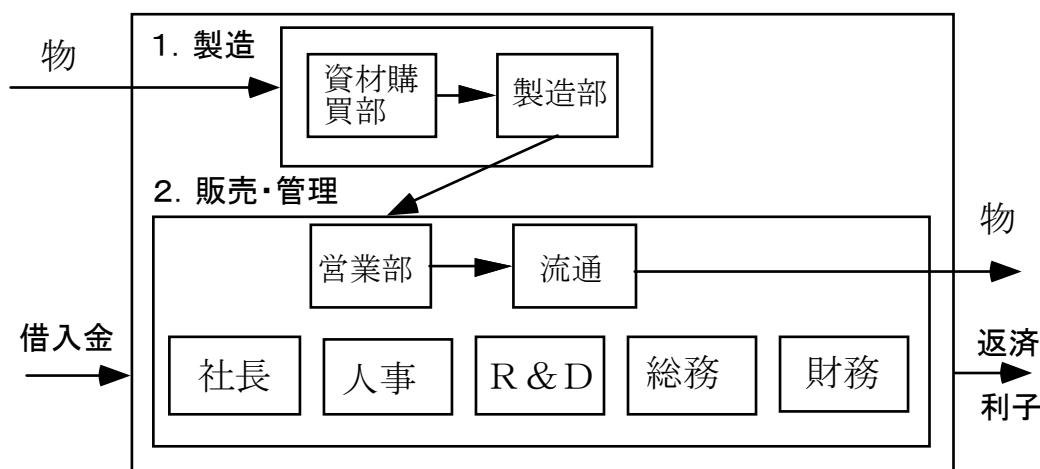 物
１．製造
資材購
買部
製造部
２．販売・管理
営業部
流通
物
借入金
社長
人事
Ｒ＆Ｄ
総務
財務
返済
利子